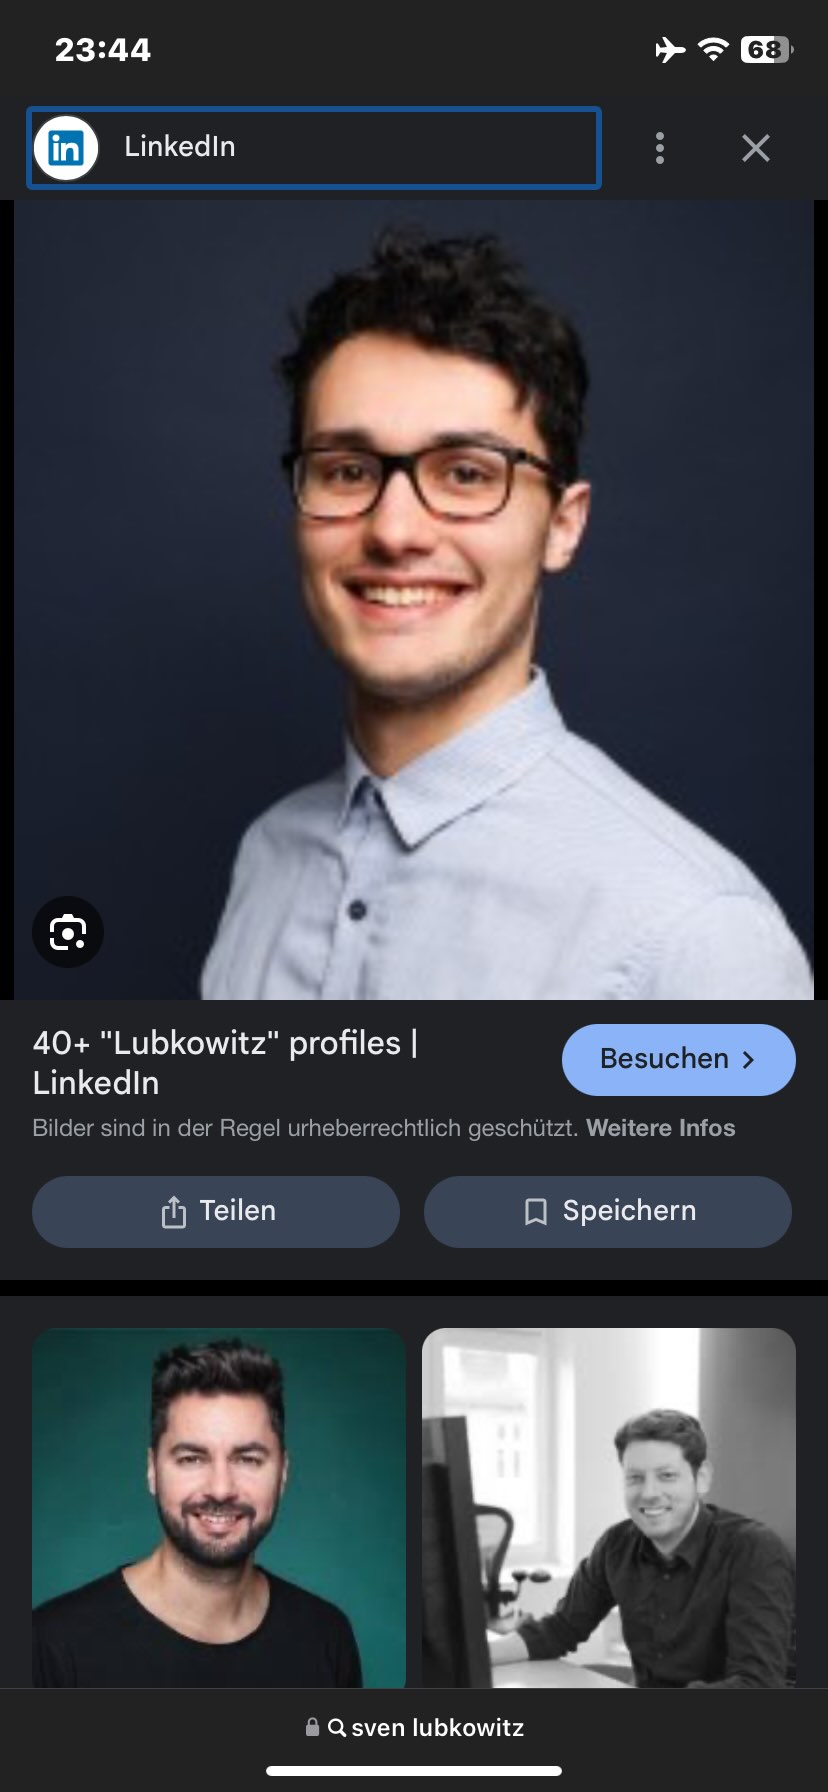 23:44
68
in LinkedIn
40+ "Lubkowitz" profiles |
LinkedIn
Besuchen
Bilder sind in der Regel urheberrechtlich geschützt. Weitere Infos
Teilen
Speichern
sven lubkowitz